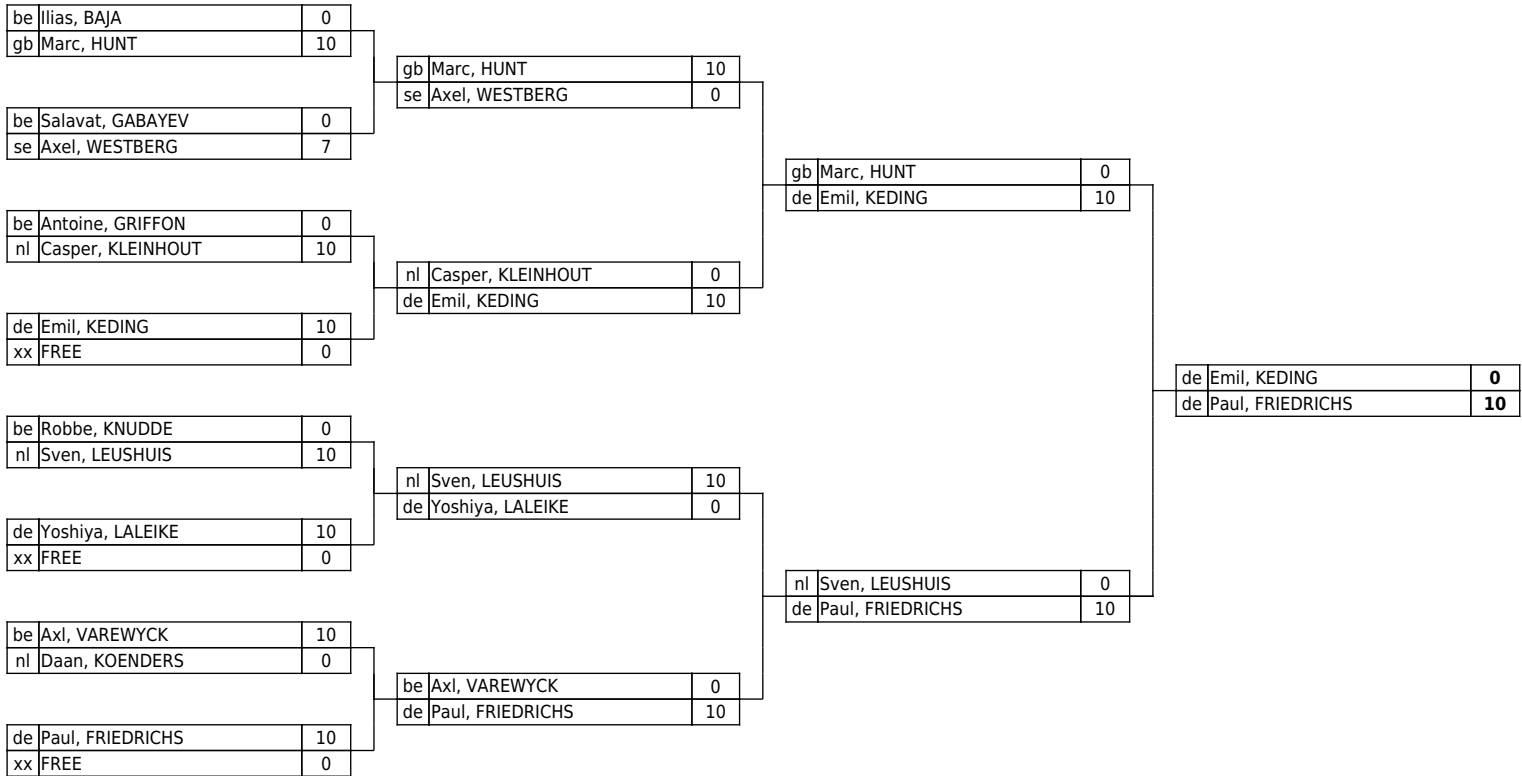 be Ilias, BAJA 0
gb Marc, HUNT 10
be Salavat, GABAYEV 0
se Axel, WESTBERG 7
be Antoine, GRIFFON 0
nl Casper, KLEINHOUT 10
de Emil, KEDING 10
xx FREE 0
be Robbe, KNUDDE 0
nl Sven, LEUSHUIS 10
de Yoshiya, LALEIKE 10
xx FREE 0
be Axl, VAREWYCK 10
nl Daan, KOENDERS 0
de Paul, FRIEDRICHS 10
xx FREE 0
gb Marc, HUNT 10
se Axel, WESTBERG 0
nl Casper, KLEINHOUT 0
de Emil, KEDING 10
nl Sven, LEUSHUIS 10
de Yoshiya, LALEIKE 0
be Axl, VAREWYCK 0
de Paul, FRIEDRICHS 10
gb Marc, HUNT 0
de Emil, KEDING 10
nl Sven, LEUSHUIS 0
de Paul, FRIEDRICHS 10
de Emil, KEDING 0
de Paul, FRIEDRICHS 10